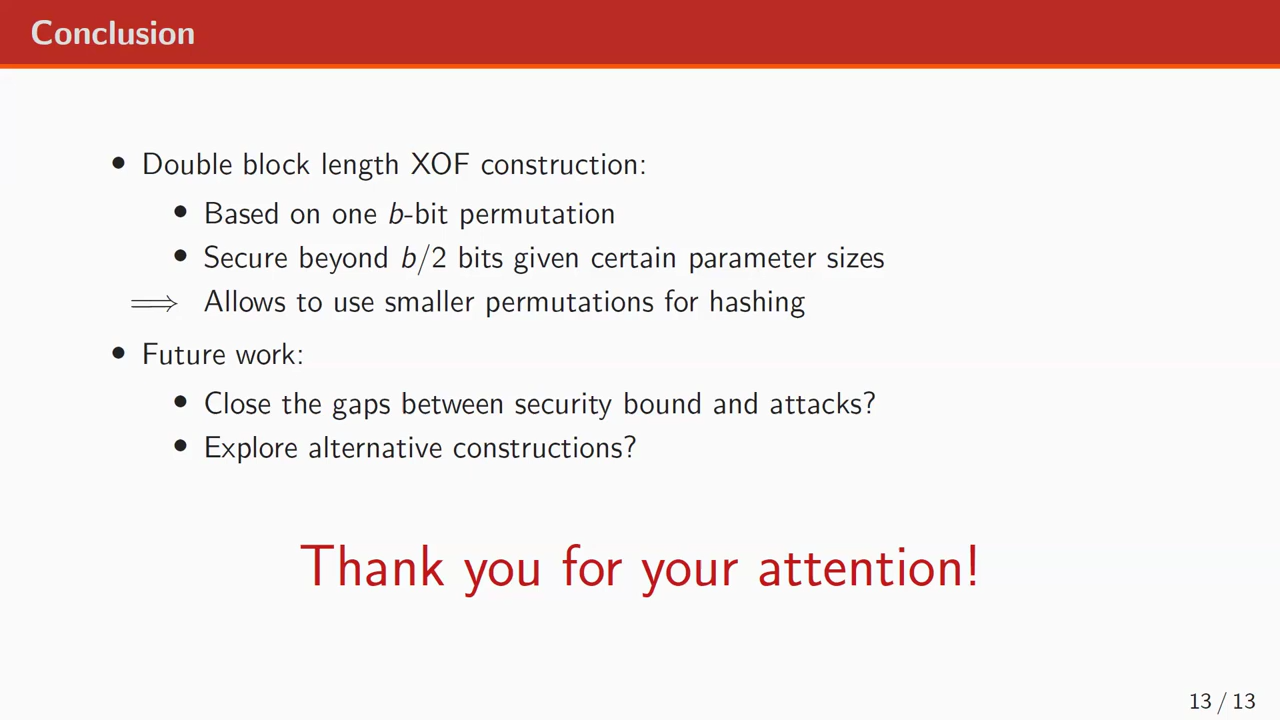 Conclusion
• Double block length XOF construction:
• Based on one b-bit permutation
• Secure beyond b/2 bits given certain parameter sizes
⟹ Allows to use smaller permutations for hashing
• Future work:
• Close the gaps between security bound and attacks?
• Explore alternative constructions?
Thank you for your attention!
13 / 13